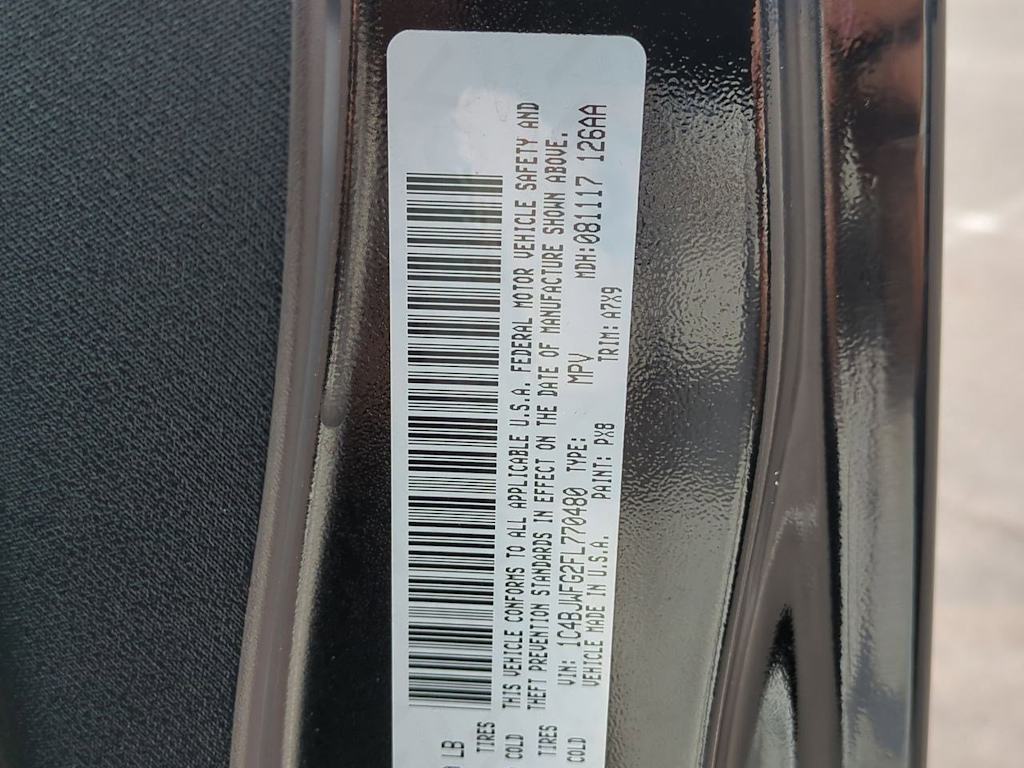 LB
TIRES
COLD
TIRES
COLD
THIS VEHICLE CONFORMS TO ALL APPLICABLE U.S.A. FEDERAL MOTOR VEHICLE SAFETY AND
THEFT PREVENTION STANDARDS IN EFFECT ON THE DATE OF MANUFACTURE SHOWN ABOVE.
VIN: 1C4BJWFG2FL770480 TYPE: MPV MDH:081117 126AA
VEHICLE MADE IN U.S.A. PAINT: PX8 TRIM:A7X9